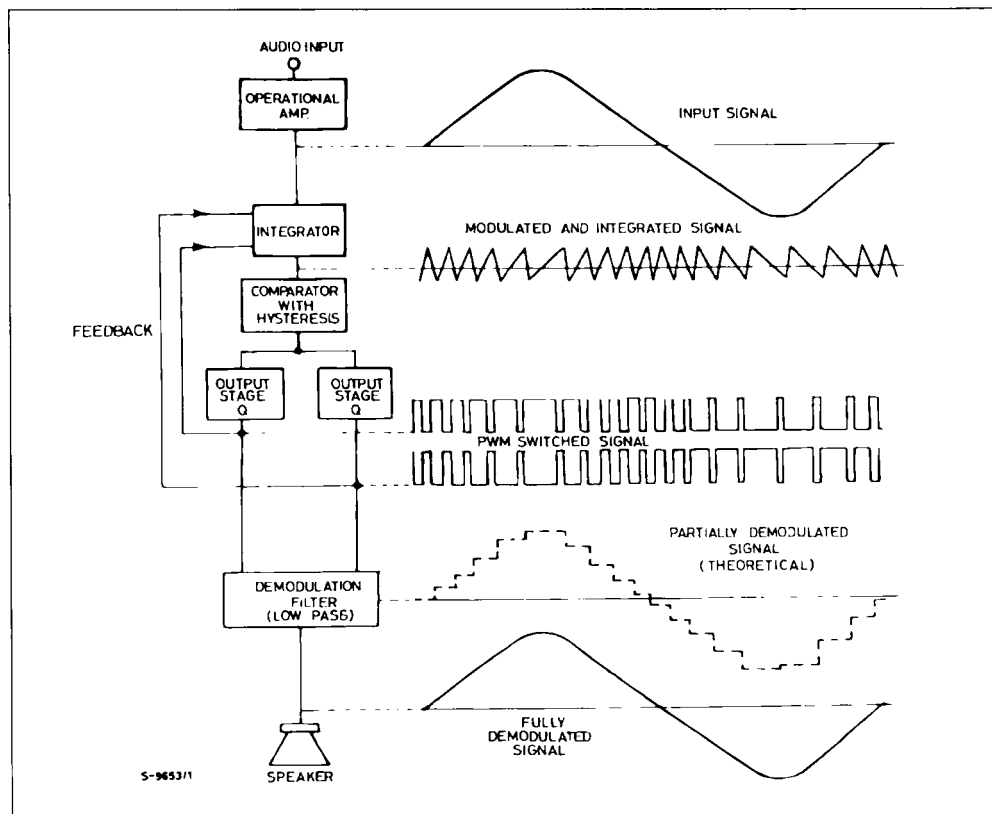 AUDIO INPUT
OPERATIONAL
AMP.
INPUT SIGNAL
INTEGRATOR
MODULATED AND INTEGRATED SIGNAL
COMPARATOR
WITH
HYSTERESIS
FEEDBACK
OUTPUT
STAGE
Q
OUTPUT
STAGE
Q
PWM SWITCHED SIGNAL
PARTIALLY DEMODULATED
SIGNAL
(THEORETICAL)
DEMODULATION
FILTER
(LOW PASS)
FULLY
DEMODULATED
SIGNAL
S-9653/1
SPEAKER